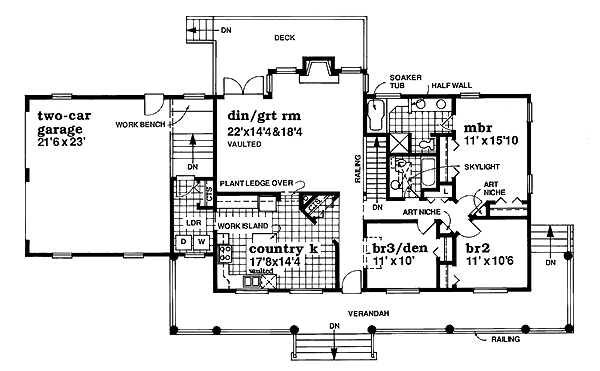 DN
DECK
SOAKER
TUB
HALF WALL
two-car
garage
21'6 x 23'
WORK BENCH
din/grt rm
22'x14'4&18'4
VAULTED
mbr
11' x 15'10
DN
RAILING
SKYLIGHT
PLANT LEDGE OVER
DN
L
ART
NICHE
ART NICHE
LDR
D
W
WORK ISLAND
country k
17'8x14'4
vaulted
br3/den
11' x 10'
br2
11' x 10'6
DN
VERANDAH
DN
RAILING